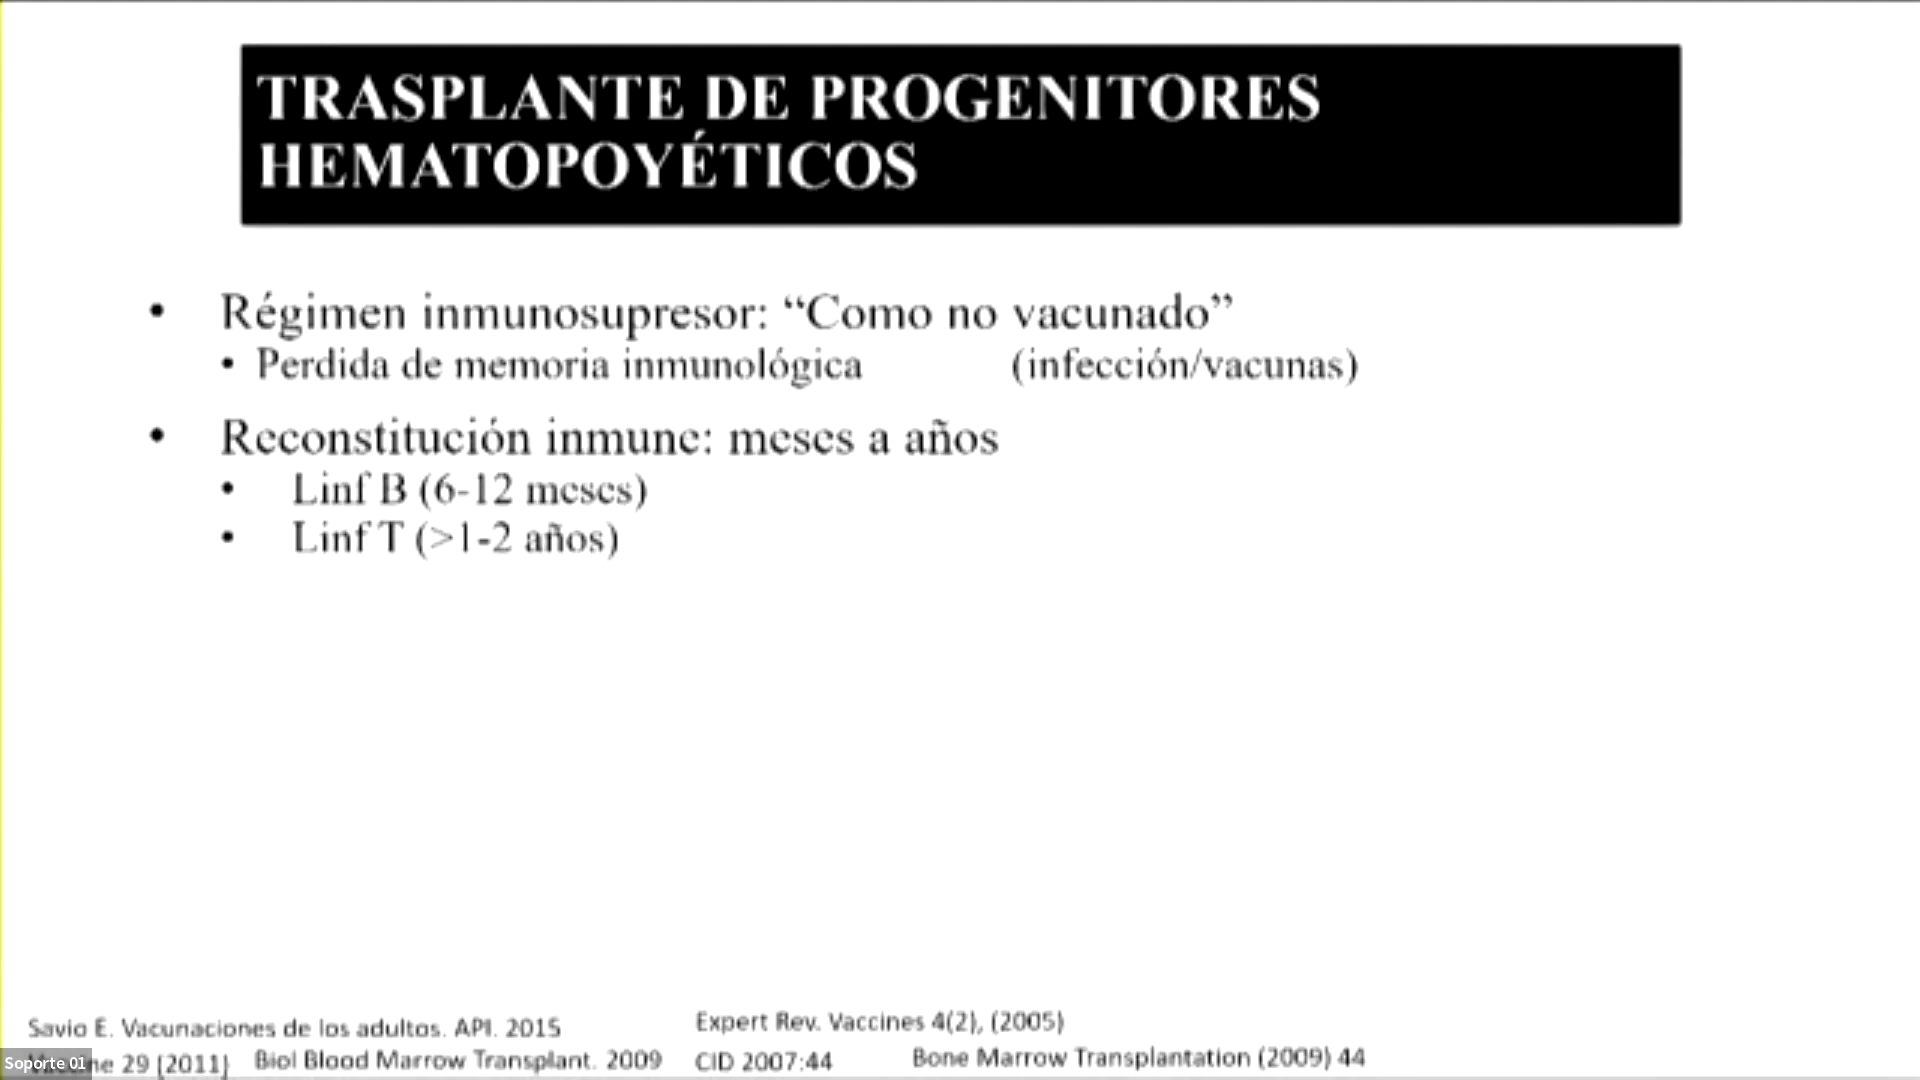 TRASPLANTE DE PROGENITORES
HEMATOPOYÉTICOS
• Régimen inmunosupresor: “Como no vacunado”
• Perdida de memoria inmunológica (infección/vacunas)
• Reconstitución inmune: meses a años
• Linf B (6-12 meses)
• Linf T (>1-2 años)
Savio E. Vacunaciones de los adultos. API. 2015
Expert Rev. Vaccines 4(2), (2005)
29 (2011)
Biol Blood Marrow Transplant. 2009
CID 2007:44
Bone Marrow Transplantation (2009) 44
Soporte 01